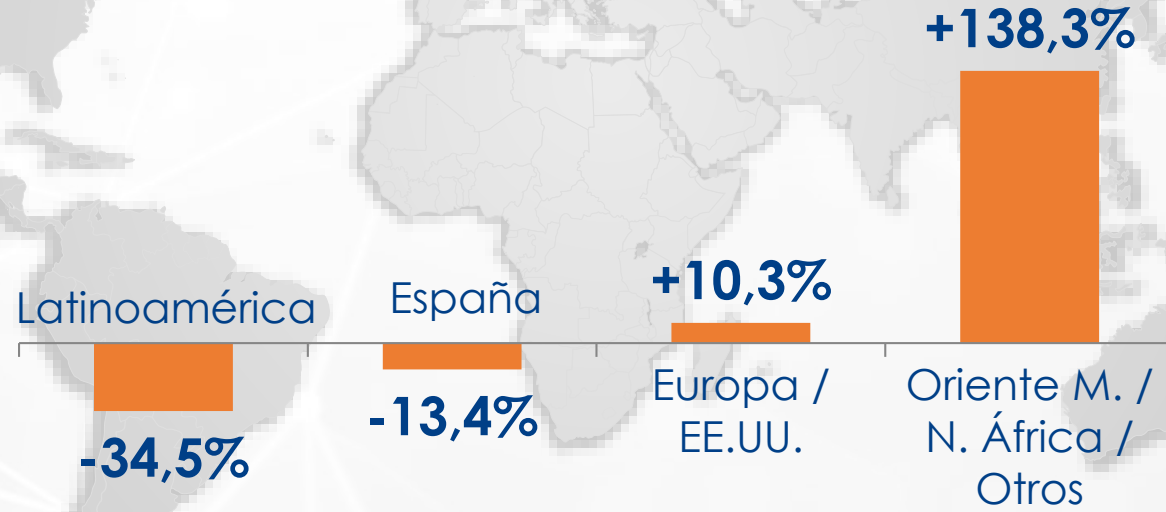 +138,3%
+10,3%
Latinoamérica
España
-34,5%
-13,4%
Europa /
EE.UU.
Oriente M. /
N. África /
Otros